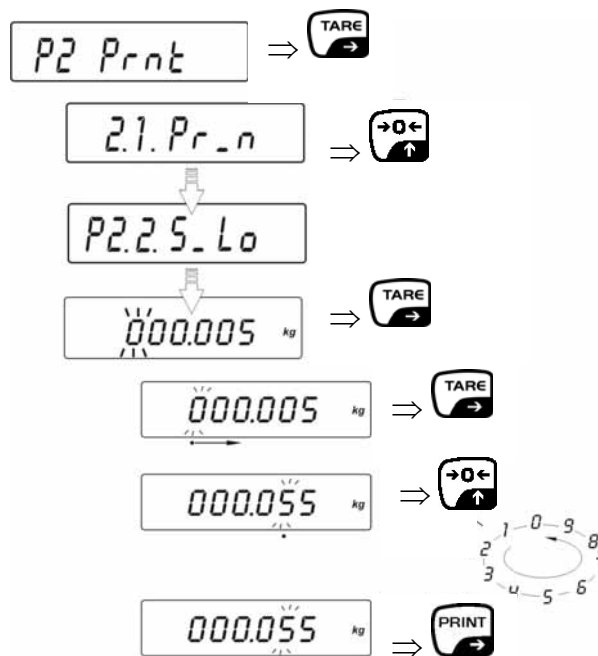 P2 Prnt ⇒ TARE →
2.1. Pr_n ⇒ →0← ↑
P2.2. S_Lo
000.005 kg ⇒ TARE →
000.005 kg ⇒ TARE →
000.055 kg ⇒ →0← ↑
1 0 9 8 6 5 4 3 2
000.055 kg ⇒ PRINT →